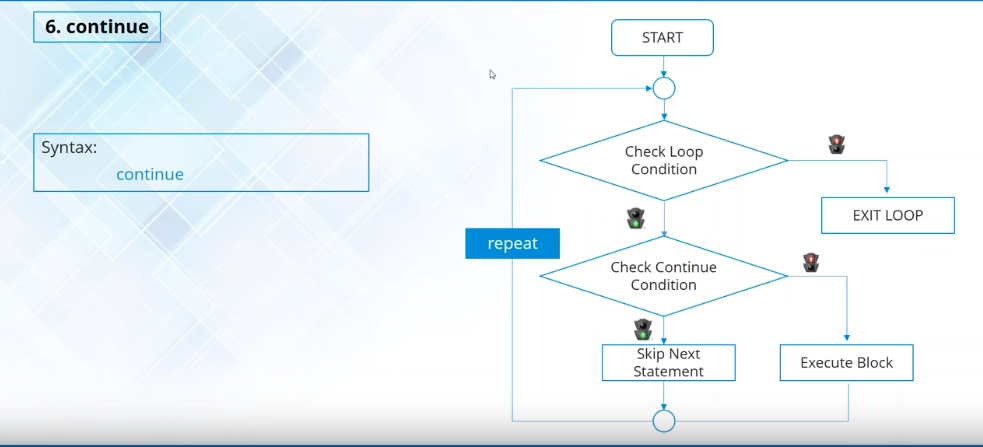 6. continue
Syntax:
continue
START
Check Loop
Condition
EXIT LOOP
repeat
Check Continue
Condition
Skip Next
Statement
Execute Block